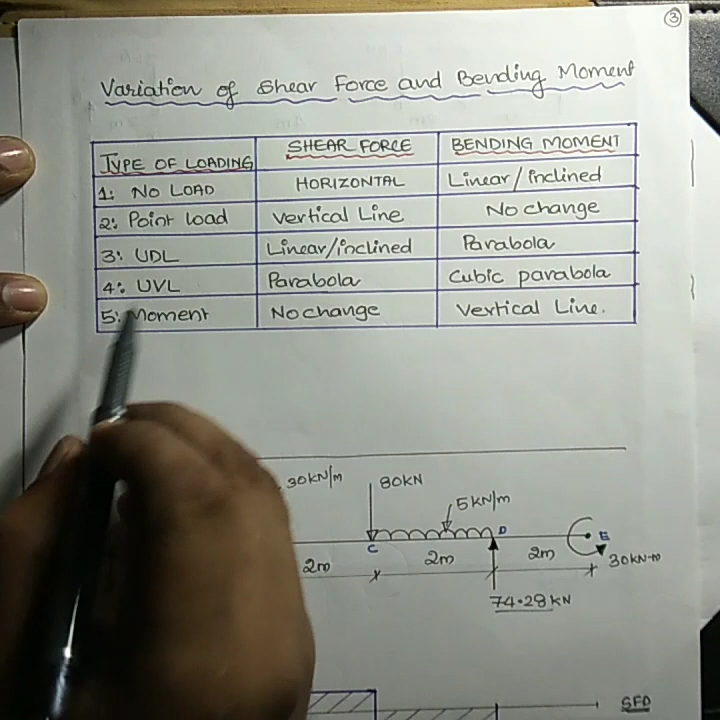 3
Variation of Shear Force and Bending Moment
TYPE OF LOADING SHEAR FORCE BENDING MOMENT
1: NO LOAD HORIZONTAL Linear/inclined
2: Point load Vertical Line No change
3: UDL Linear/inclined Parabola
4: UVL Parabola Cubic parabola
5: Moment No change Vertical Line.
30kN/m 80KN
5kN/m
C D E
2m 2m 2m 30kN-m
74.28 KN
SFD